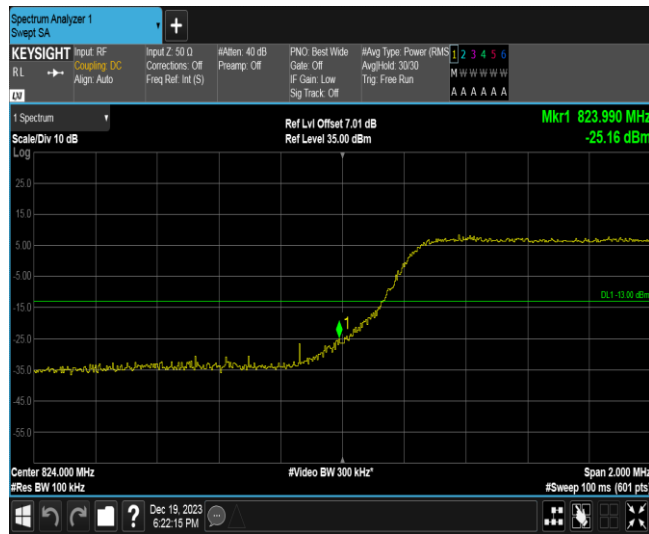 Spectrum Analyzer 1
Swept SA
+
KEYSIGHT
RL
LXI
Input: RF
Coupling: DC
Align: Auto
Input Z: 50 Ω
Corrections: Off
Freq Ref: Int (S)
#Atten: 40 dB
Preamp: Off
PNO: Best Wide
Gate: Off
IF Gain: Low
Sig Track: Off
#Avg Type: Power (RMS
Avg|Hold: 30/30
Trig: Free Run
1 2 3 4 5 6
M W W W W W
A A A A A A
1 Spectrum
Scale/Div 10 dB
Log
Ref Lvl Offset 7.01 dB
Ref Level 35.00 dBm
Mkr1 823.990 MHz
-25.16 dBm
25.0
15.0
5.00
-5.00
-15.0
-25.0
-35.0
-45.0
-55.0
DL1 -13.00 dBm
1
Center 824.000 MHz
#Res BW 100 kHz
#Video BW 300 kHz*
Span 2.000 MHz
#Sweep 100 ms (601 pts
?
Dec 19, 2023
6:22:15 PM